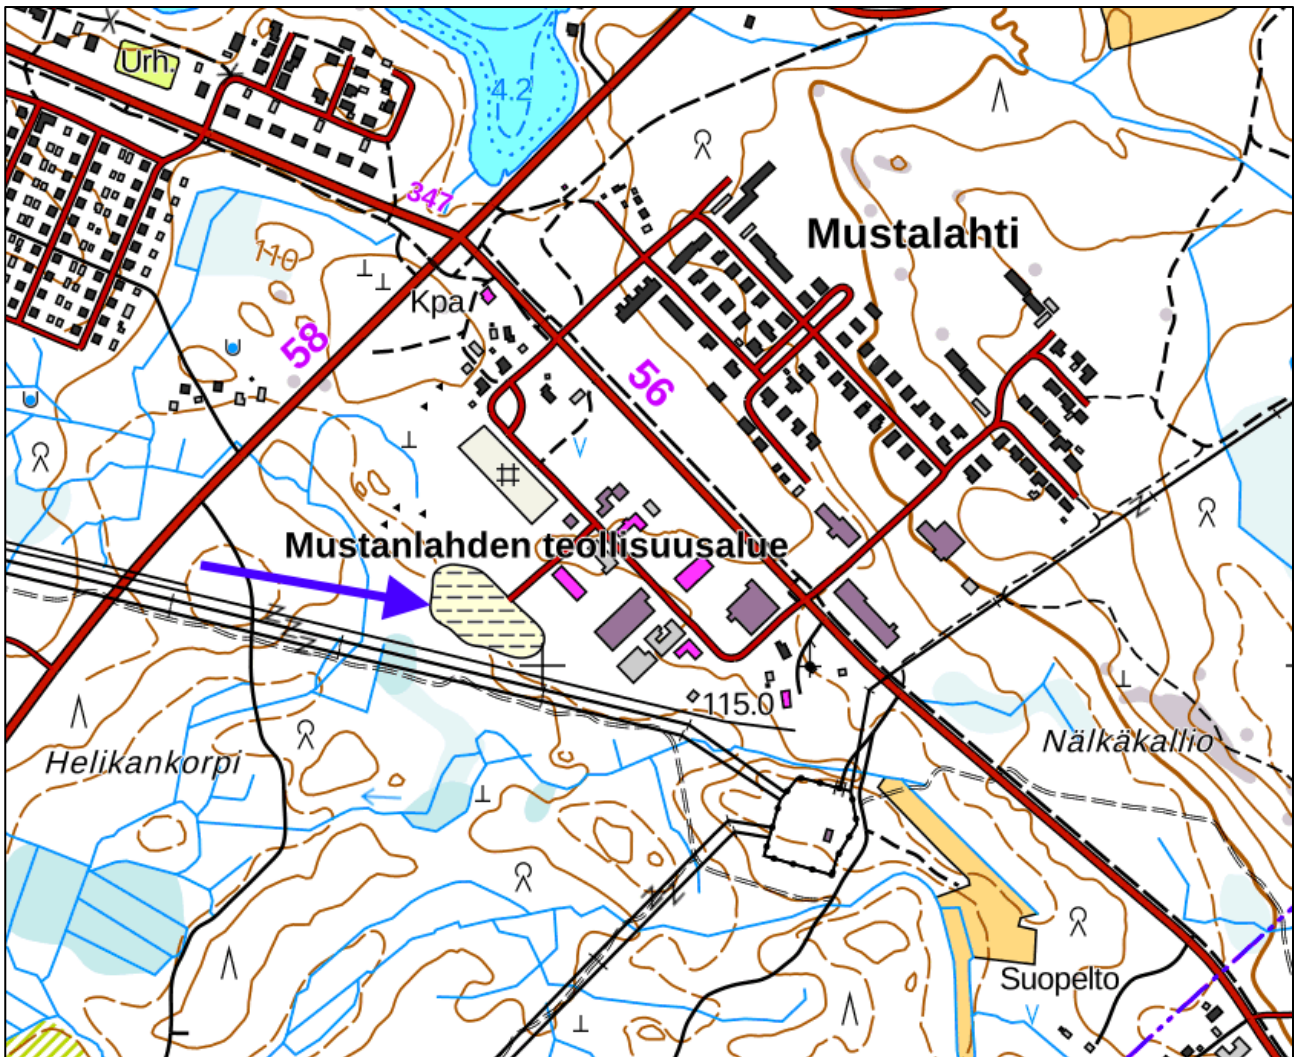 Urh.
4.2
347
Mustalahti
110
Kpa
58
56
Mustanlahden teollisuusalue
115.0
Nälkäkallio
Helikankorpi
Suopelto